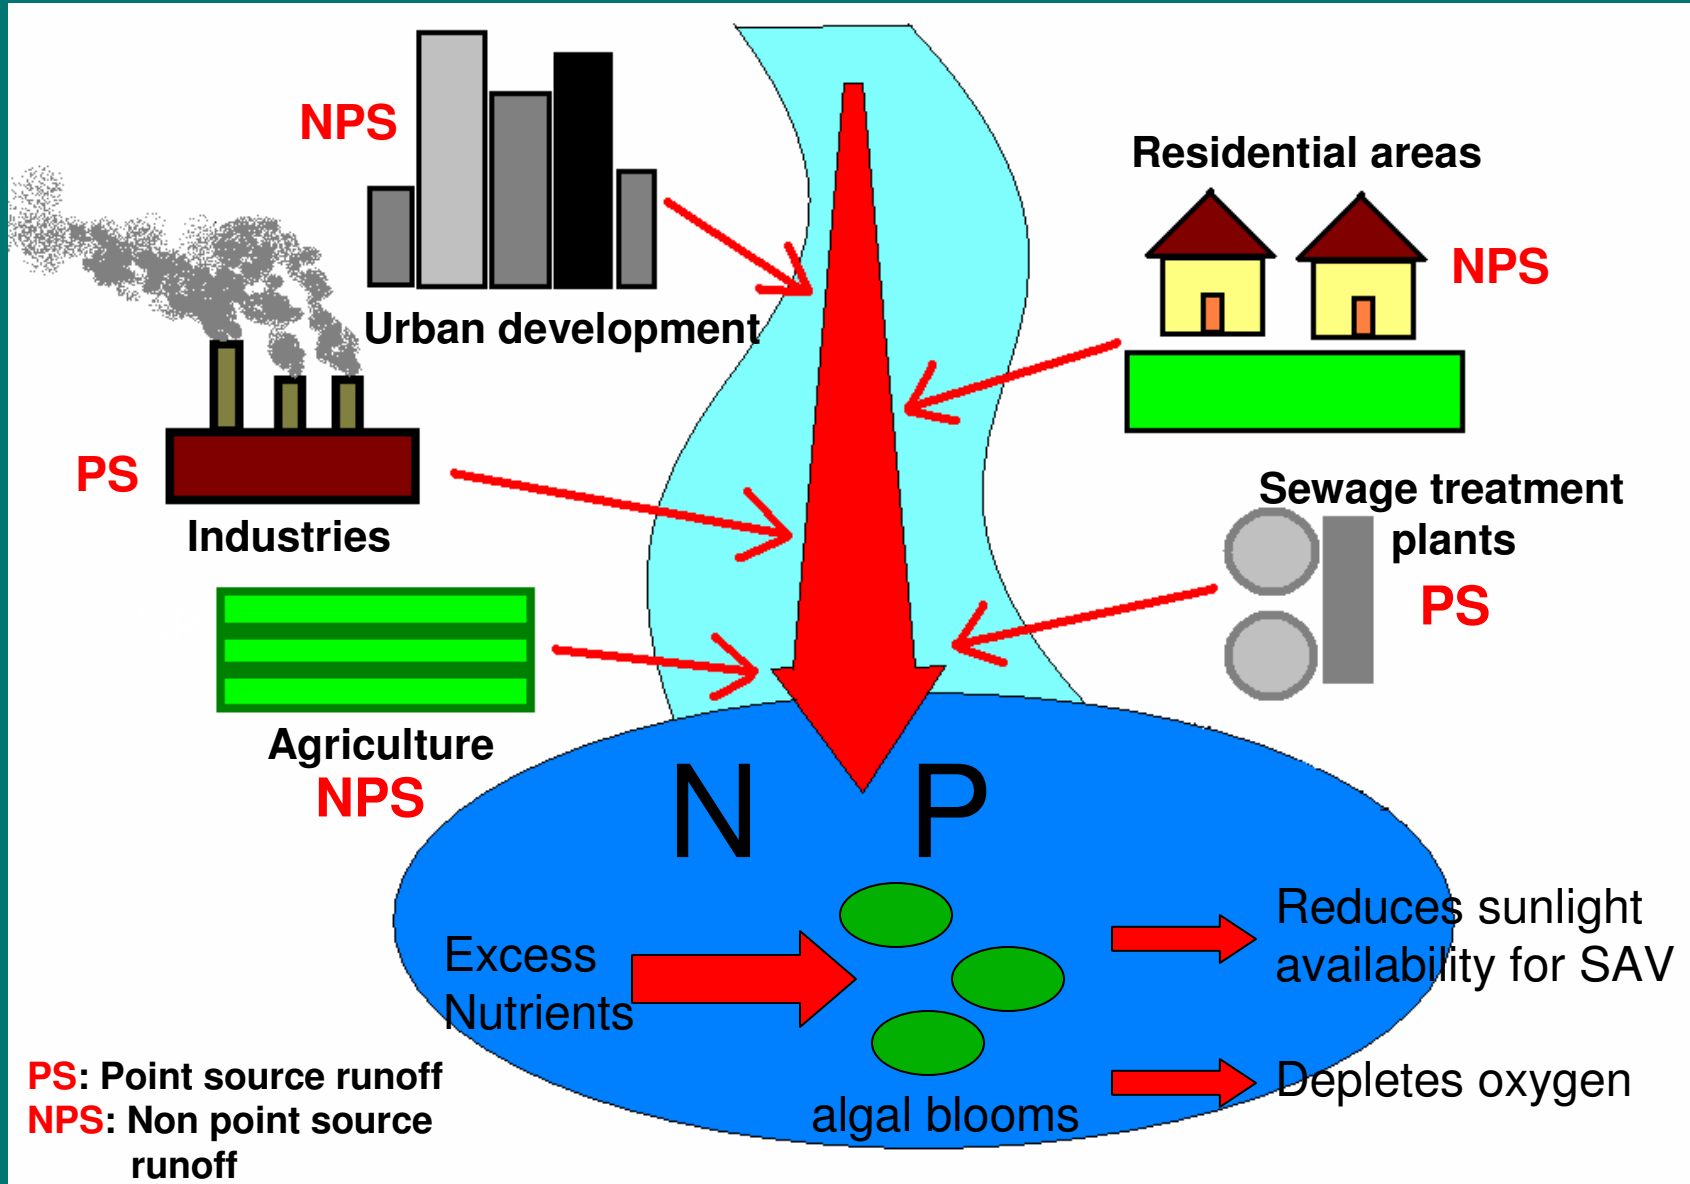 NPS
Urban development
Residential areas
NPS
PS
Industries
Sewage treatment
plants
PS
Agriculture
NPS
N P
Excess
Nutrients
algal blooms
Reduces sunlight
availability for SAV
Depletes oxygen
PS: Point source runoff
NPS: Non point source
runoff